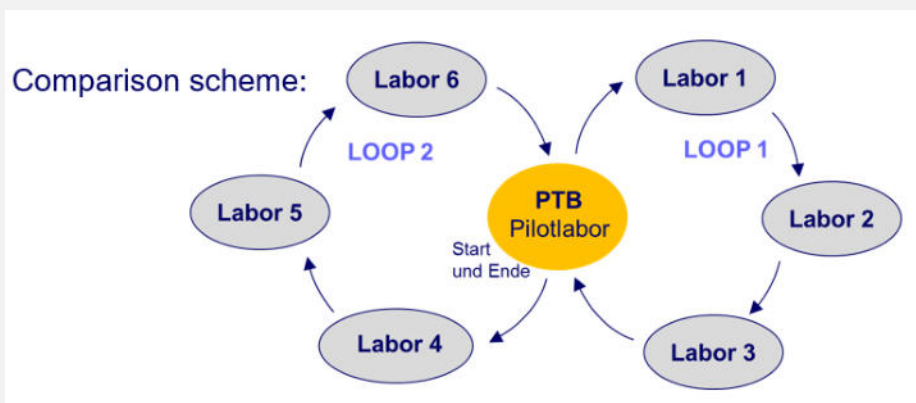 Comparison scheme:
Labor 6
Labor 1
LOOP 2
LOOP 1
Labor 5
PTB
Pilotlabor
Labor 2
Start
und Ende
Labor 4
Labor 3